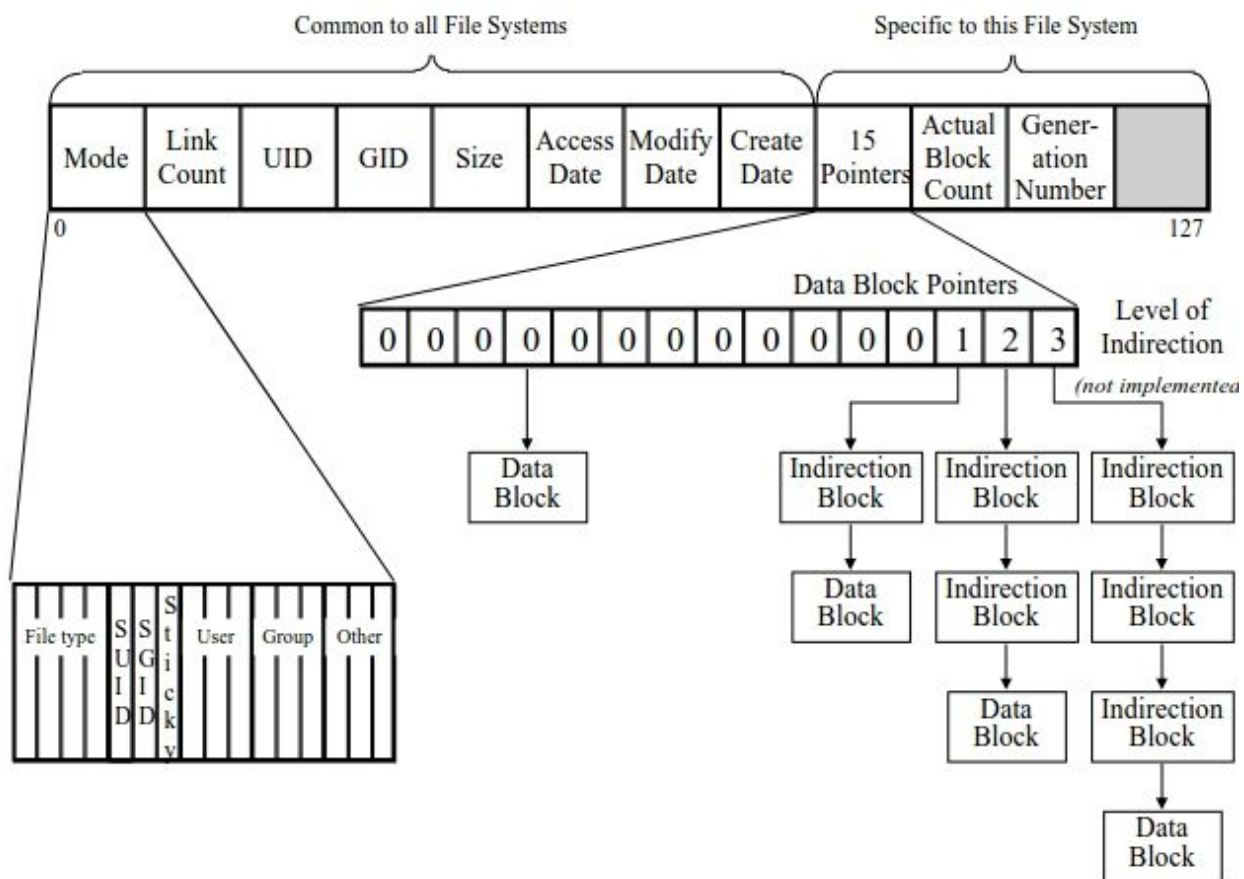 Common to all File Systems
Specific to this File System
Mode
Link
Count
UID
GID
Size
Access
Date
Modify
Date
Create
Date
15
Pointers
Actual
Block
Count
Gener-
ation
Number
0
127
Data Block Pointers
0 0 0 0 0 0 0 0 0 0 0 0 1 2 3
Level of
Indirection
(not implemented
Data
Block
Indirection
Block
Indirection
Block
Indirection
Block
Data
Block
Indirection
Block
Indirection
Block
Data
Block
Indirection
Block
Data
Block
File type
SUID
SGID
Sticky
User
Group
Other